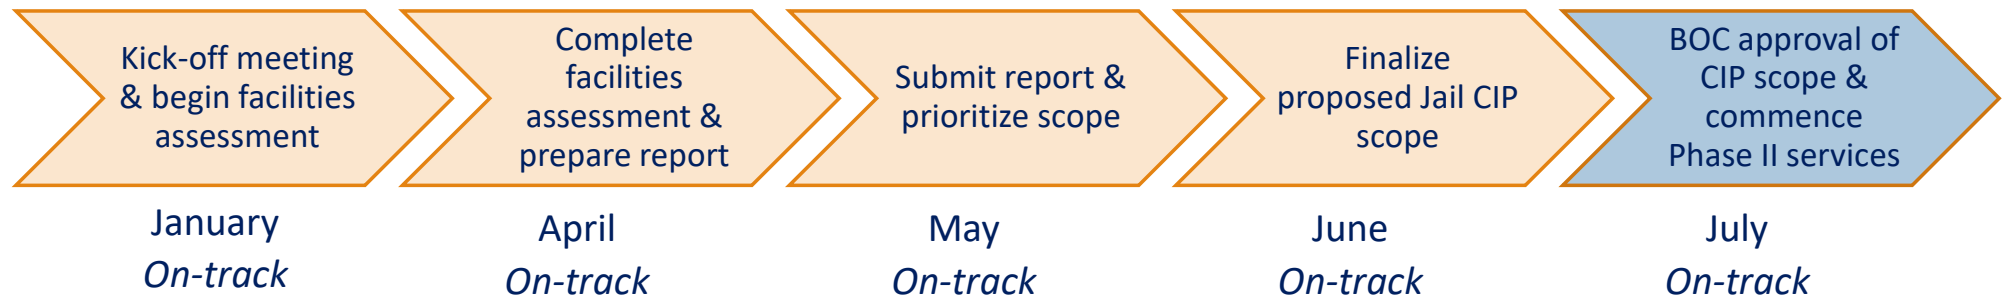 Kick-off meeting
& begin facilities
assessment
Complete
facilities
assessment &
prepare report
Submit report &
prioritize scope
Finalize
proposed Jail CIP
scope
BOC approval of
CIP scope &
commence
Phase II services
January
On-track
April
On-track
May
On-track
June
On-track
July
On-track